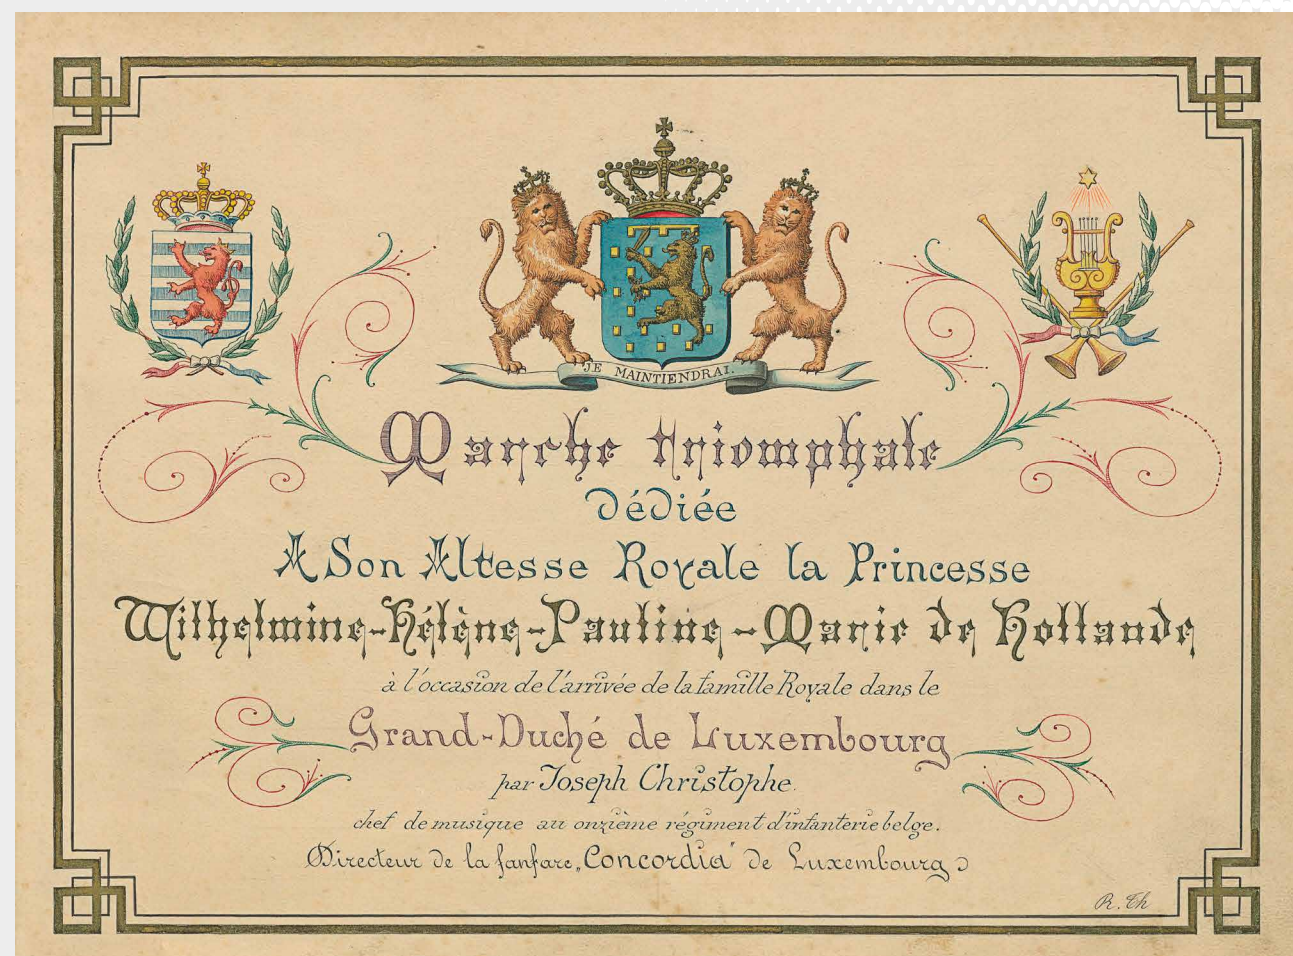 JE MAINTIENDRAI.
Marche triomphale
dédiée
A Son Altesse Royale la Princesse
Wilhelmine-Hélène-Pauline-Marie de Hollande
à l'occasion de l'arrivée de la famille Royale dans le
Grand-Duché de Luxembourg
par Joseph Christophe.
chef de musique au onzième régiment d'infanterie belge.
Directeur de la fanfare „Concordia" de Luxembourg
R. Th